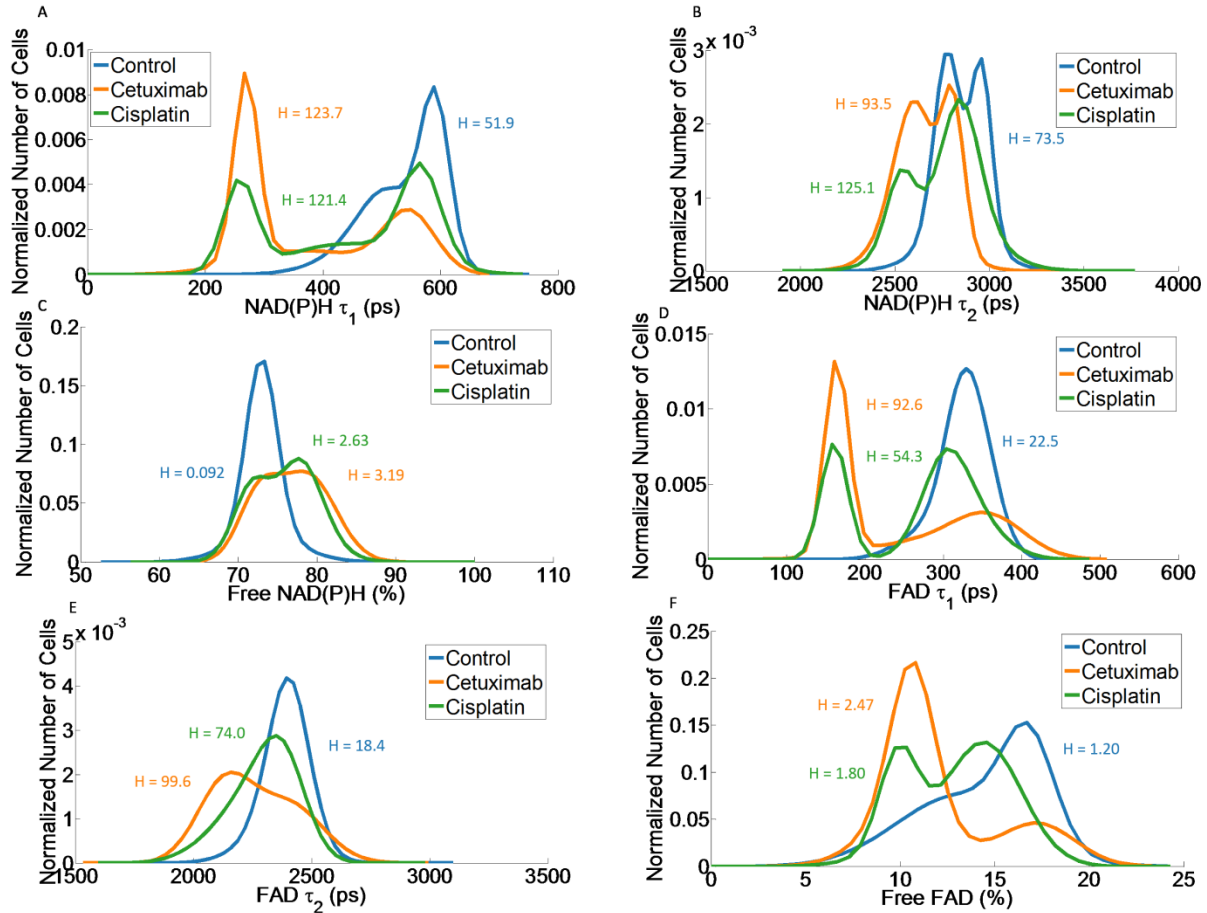 A
Normalized Number of Cells
0.01
0.008
0.006
0.004
0.002
0
Control
Cetuximab
Cisplatin
H = 123.7
H = 51.9
H = 121.4
0 200 400 600 800
NAD(P)H τ1 (ps)
B
x 10-3
Normalized Number of Cells
3
2
1
0
Control
Cetuximab
Cisplatin
H = 93.5
H = 73.5
H = 125.1
1500 2000 2500 3000 3500 4000
NAD(P)H τ2 (ps)
C
Normalized Number of Cells
0.2
0.15
0.1
0.05
0
Control
Cetuximab
Cisplatin
H = 2.63
H = 0.092
H = 3.19
50 60 70 80 90 100 110
Free NAD(P)H (%)
D
Normalized Number of Cells
0.015
0.01
0.005
0
Control
Cetuximab
Cisplatin
H = 92.6
H = 22.5
H = 54.3
0 100 200 300 400 500 600
FAD τ1 (ps)
E
x 10-3
Normalized Number of Cells
5
4
3
2
1
0
Control
Cetuximab
Cisplatin
H = 74.0
H = 18.4
H = 99.6
1500 2000 2500 3000 3500
FAD τ2 (ps)
F
Normalized Number of Cells
0.25
0.2
0.15
0.1
0.05
0
Control
Cetuximab
Cisplatin
H = 2.47
H = 1.20
H = 1.80
0 5 10 15 20 25
Free FAD (%)